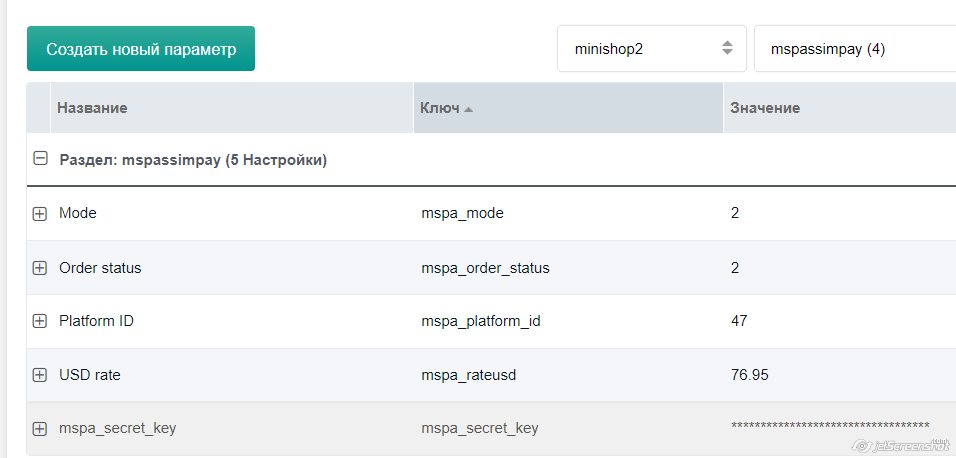 Создать новый параметр
minishop2
mspassimpay (4)
Название Ключ Значение
Раздел: mspassimpay (5 Настройки)
Mode mspa_mode 2
Order status mspa_order_status 2
Platform ID mspa_platform_id 47
USD rate mspa_rateusd 76.95
mspa_secret_key mspa_secret_key **********************************
jetScreenshot